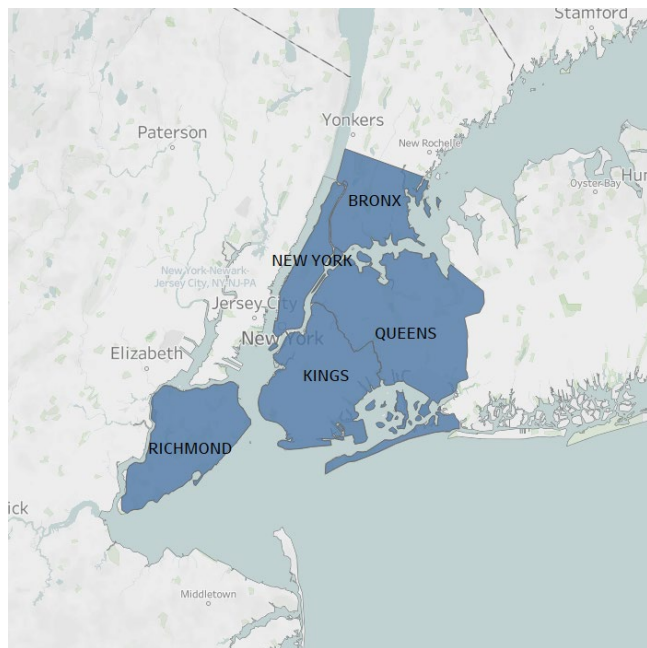 Stamford
Yonkers
Paterson
New Rochelle
Oyster Bay
Hun
BRONX
NEW YORK
New York-Newark-
Jersey City, NY-NJ-PA
Jersey City
New York
QUEENS
Elizabeth
KINGS
RICHMOND
ick
Middletown